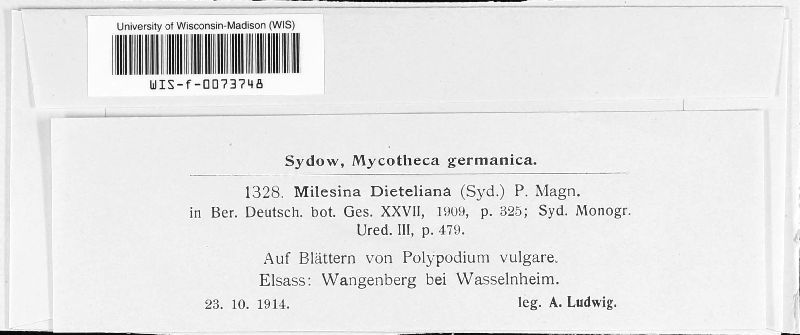 University of Wisconsin-Madison (WIS)
WIS-f-0073748
Sydow, Mycotheca germanica.
1328. Milesina Dieteliana (Syd.) P. Magn.
in Ber. Deutsch. bot. Ges. XXVII, 1909, p. 325; Syd. Monogr.
Ured. III, p. 479.
Auf Blättern von Polypodium vulgare.
Elsass: Wangenberg bei Wasselnheim.
23. 10. 1914. leg. A. Ludwig.